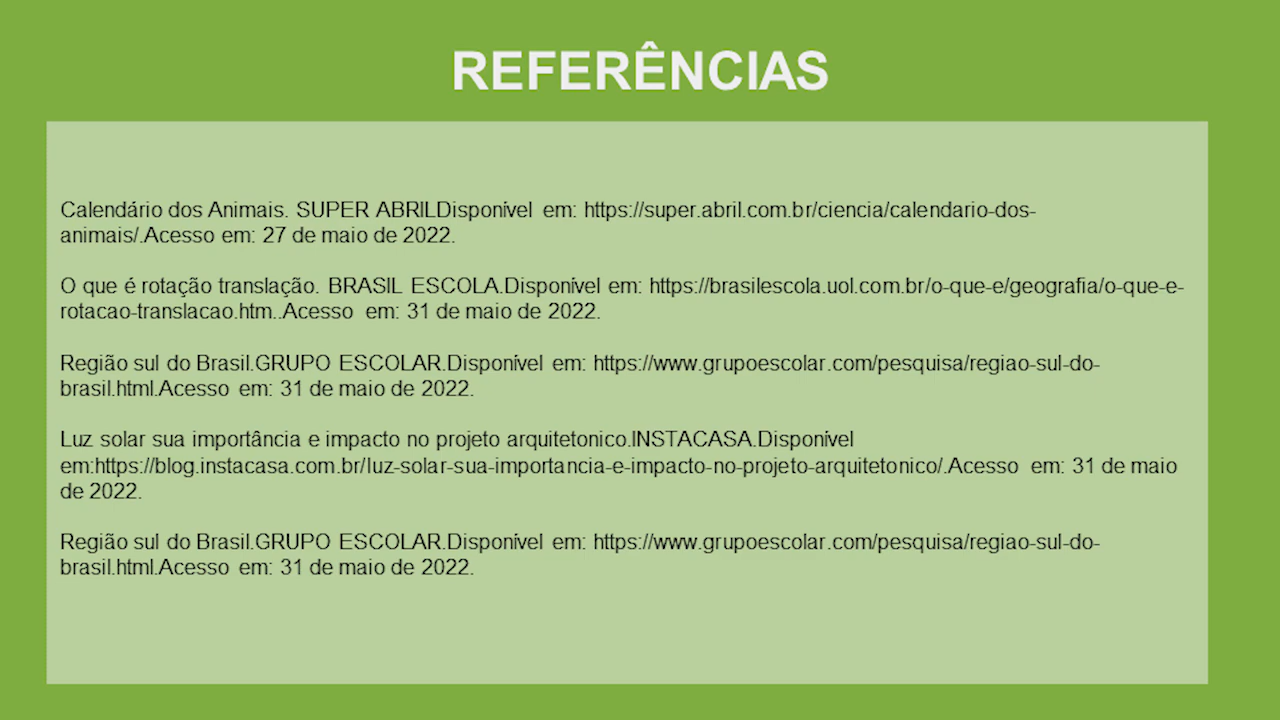 REFERÊNCIAS
Calendário dos Animais. SUPER ABRILDisponível em: https://super.abril.com.br/ciencia/calendario-dos-
animais/.Acesso em: 27 de maio de 2022.
O que é rotação translação. BRASIL ESCOLA.Disponível em: https://brasilescola.uol.com.br/o-que-e/geografia/o-que-e-
rotacao-translacao.htm..Acesso em: 31 de maio de 2022.
Região sul do Brasil.GRUPO ESCOLAR.Disponível em: https://www.grupoescolar.com/pesquisa/regiao-sul-do-
brasil.html.Acesso em: 31 de maio de 2022.
Luz solar sua importância e impacto no projeto arquitetonico.INSTACASA.Disponível
em:https://blog.instacasa.com.br/luz-solar-sua-importancia-e-impacto-no-projeto-arquitetonico/.Acesso em: 31 de maio
de 2022.
Região sul do Brasil.GRUPO ESCOLAR.Disponível em: https://www.grupoescolar.com/pesquisa/regiao-sul-do-
brasil.html.Acesso em: 31 de maio de 2022.